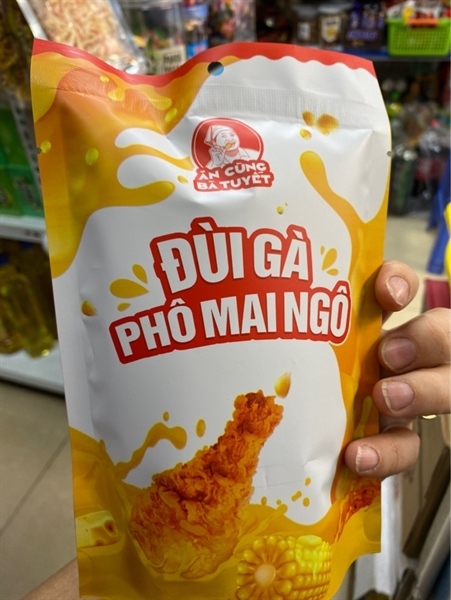 ĂN CÙNG
BÀ TUYẾT
ĐÙI GÀ
PHÔ MAI NGÔ